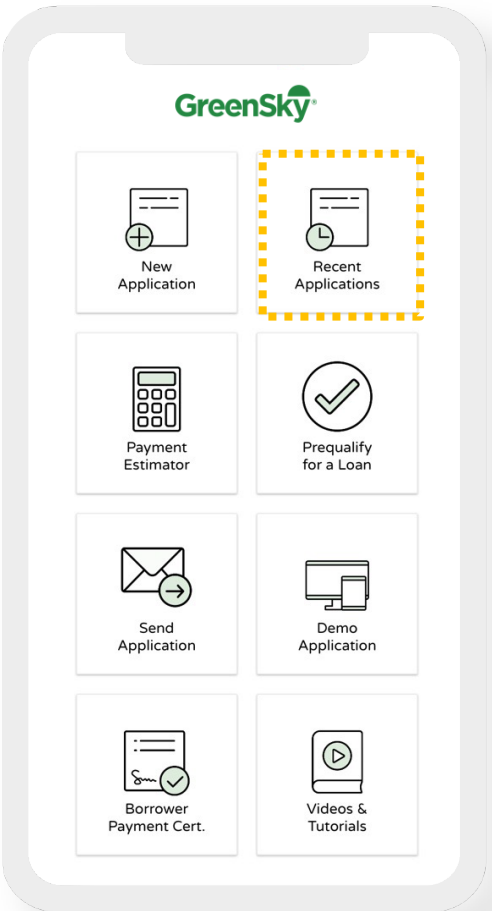 GreenSky®
New
Application
Recent
Applications
Payment
Estimator
Prequalify
for a Loan
Send
Application
Demo
Application
Borrower
Payment Cert.
Videos &
Tutorials